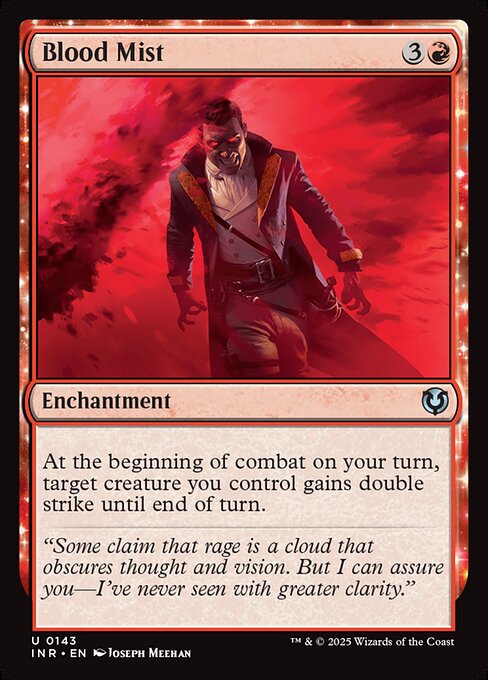 Blood Mist 3
Enchantment
At the beginning of combat on your turn,
target creature you control gains double
strike until end of turn.
“Some claim that rage is a cloud that
obscures thought and vision. But I can assure
you—I’ve never seen with greater clarity.”
U 0143
INR • EN Joseph Meehan
™ & © 2025 Wizards of the Coast